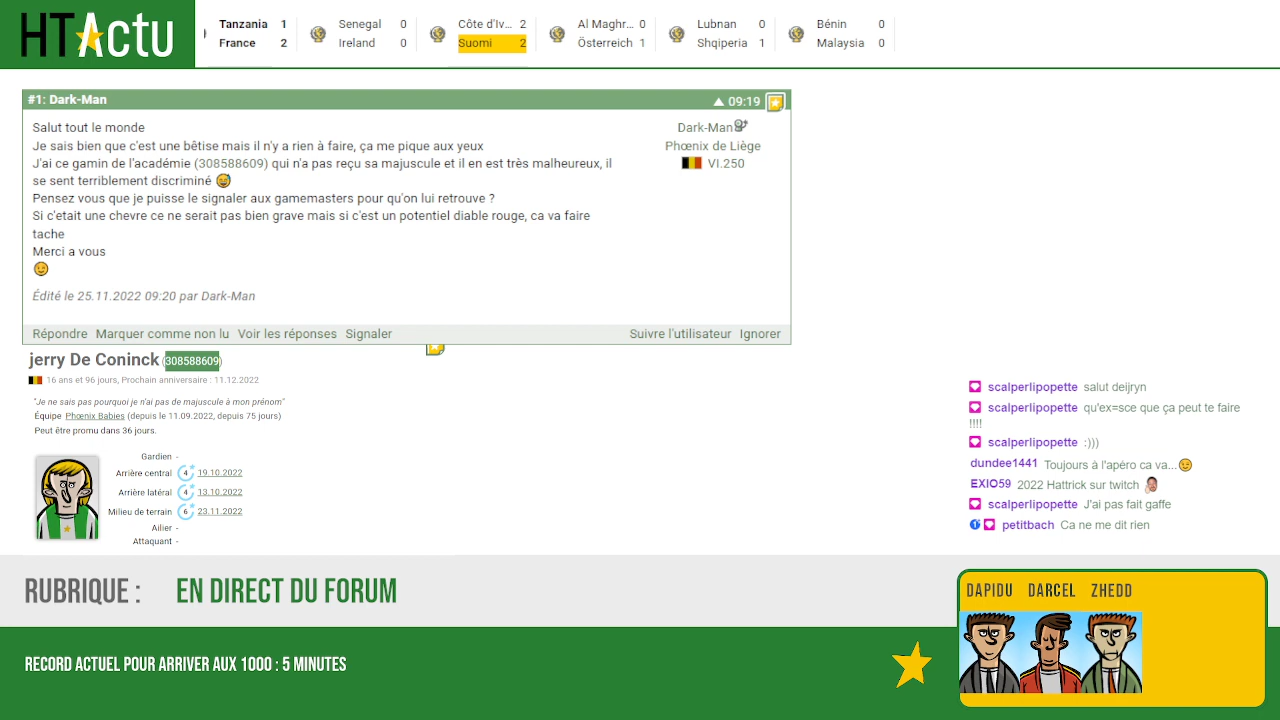 HTActu
Tanzania 1
France 2
Senegal 0
Ireland 0
Côte d'Iv... 2
Suomi 2
Al Maghr... 0
Österreich 1
Lubnan 0
Shqiperia 1
Bénin 0
Malaysia 0
#1: Dark-Man
09:19
Salut tout le monde
Je sais bien que c'est une bêtise mais il n'y a rien à faire, ça me pique aux yeux
J'ai ce gamin de l'académie (308588609) qui n'a pas reçu sa majuscule et il en est très malheureux, il
se sent terriblement discriminé
Pensez vous que je puisse le signaler aux gamemasters pour qu'on lui retrouve ?
Si c'etait une chevre ce ne serait pas bien grave mais si c'est un potentiel diable rouge, ca va faire
tache
Merci a vous
Édité le 25.11.2022 09:20 par Dark-Man
Dark-Man
Phœnix de Liège
VI.250
Répondre Marquer comme non lu Voir les réponses Signaler
Suivre l'utilisateur Ignorer
jerry De Coninck (308588609)
16 ans et 96 jours, Prochain anniversaire : 11.12.2022
"Je ne sais pas pourquoi je n'ai pas de majuscule à mon prénom"
Équipe Phœnix Babies (depuis le 11.09.2022, depuis 75 jours)
Peut être promu dans 36 jours.
Gardien -
Arrière central 4 19.10.2022
Arrière latéral 4 13.10.2022
Milieu de terrain 6 23.11.2022
Ailier -
Attaquant -
scalperlipopette salut deijryn
scalperlipopette qu'ex=sce que ça peut te faire
!!!!
scalperlipopette :)))
dundee1441 Toujours à l'apéro ca va...
EXIO59 2022 Hattrick sur twitch
scalperlipopette J'ai pas fait gaffe
petitbach Ca ne me dit rien
RUBRIQUE : EN DIRECT DU FORUM
DAPIDU DARCEL ZHEDD
RECORD ACTUEL POUR ARRIVER AUX 1000 : 5 MINUTES